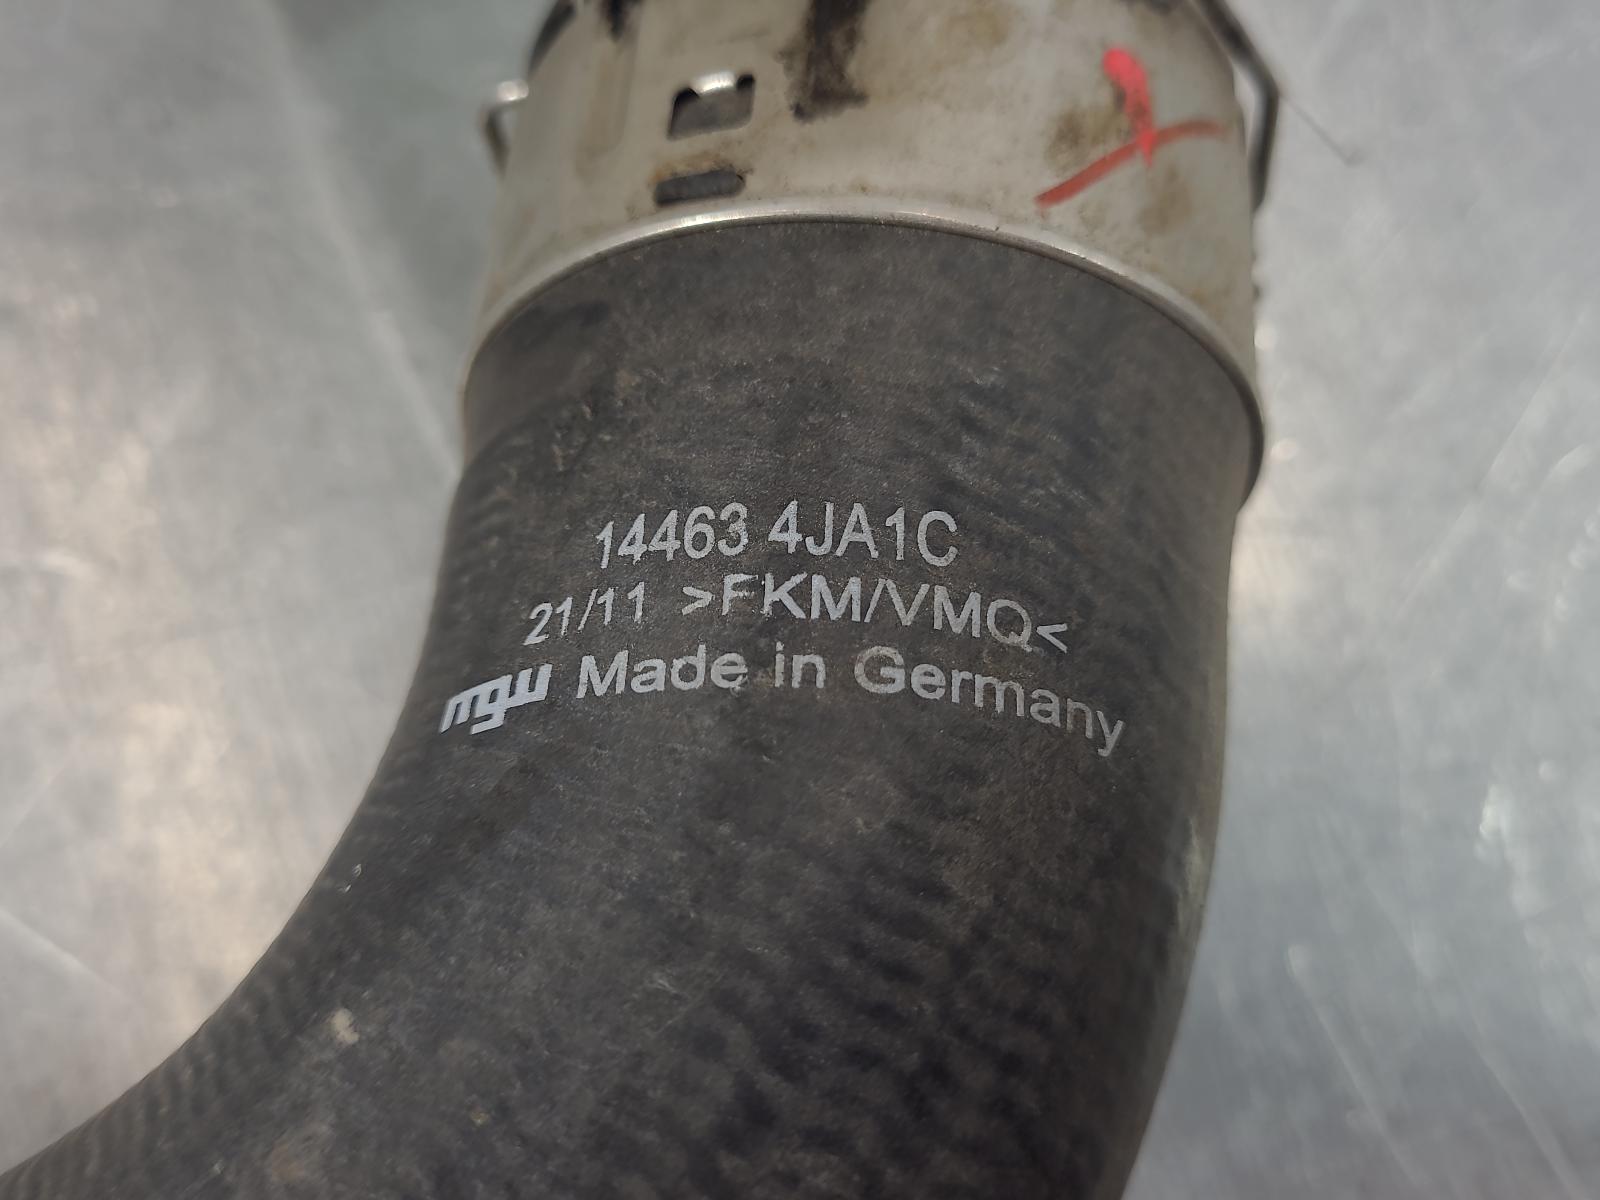 14463 4JA1C
21/11 >FKM/VMQ<
mgw Made in Germany